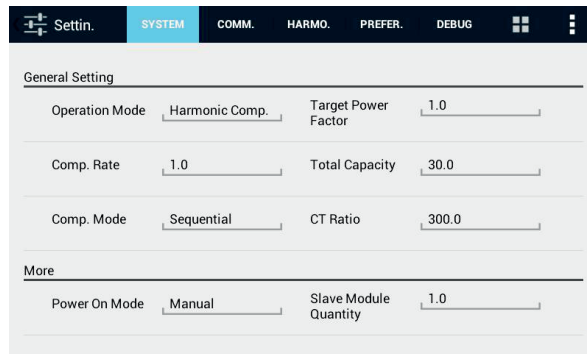 Settin. SYSTEM COMM. HARMO. PREFER. DEBUG
General Setting
Operation Mode Harmonic Comp. Target Power Factor 1.0
Comp. Rate 1.0 Total Capacity 30.0
Comp. Mode Sequential CT Ratio 300.0
More
Power On Mode Manual Slave Module Quantity 1.0